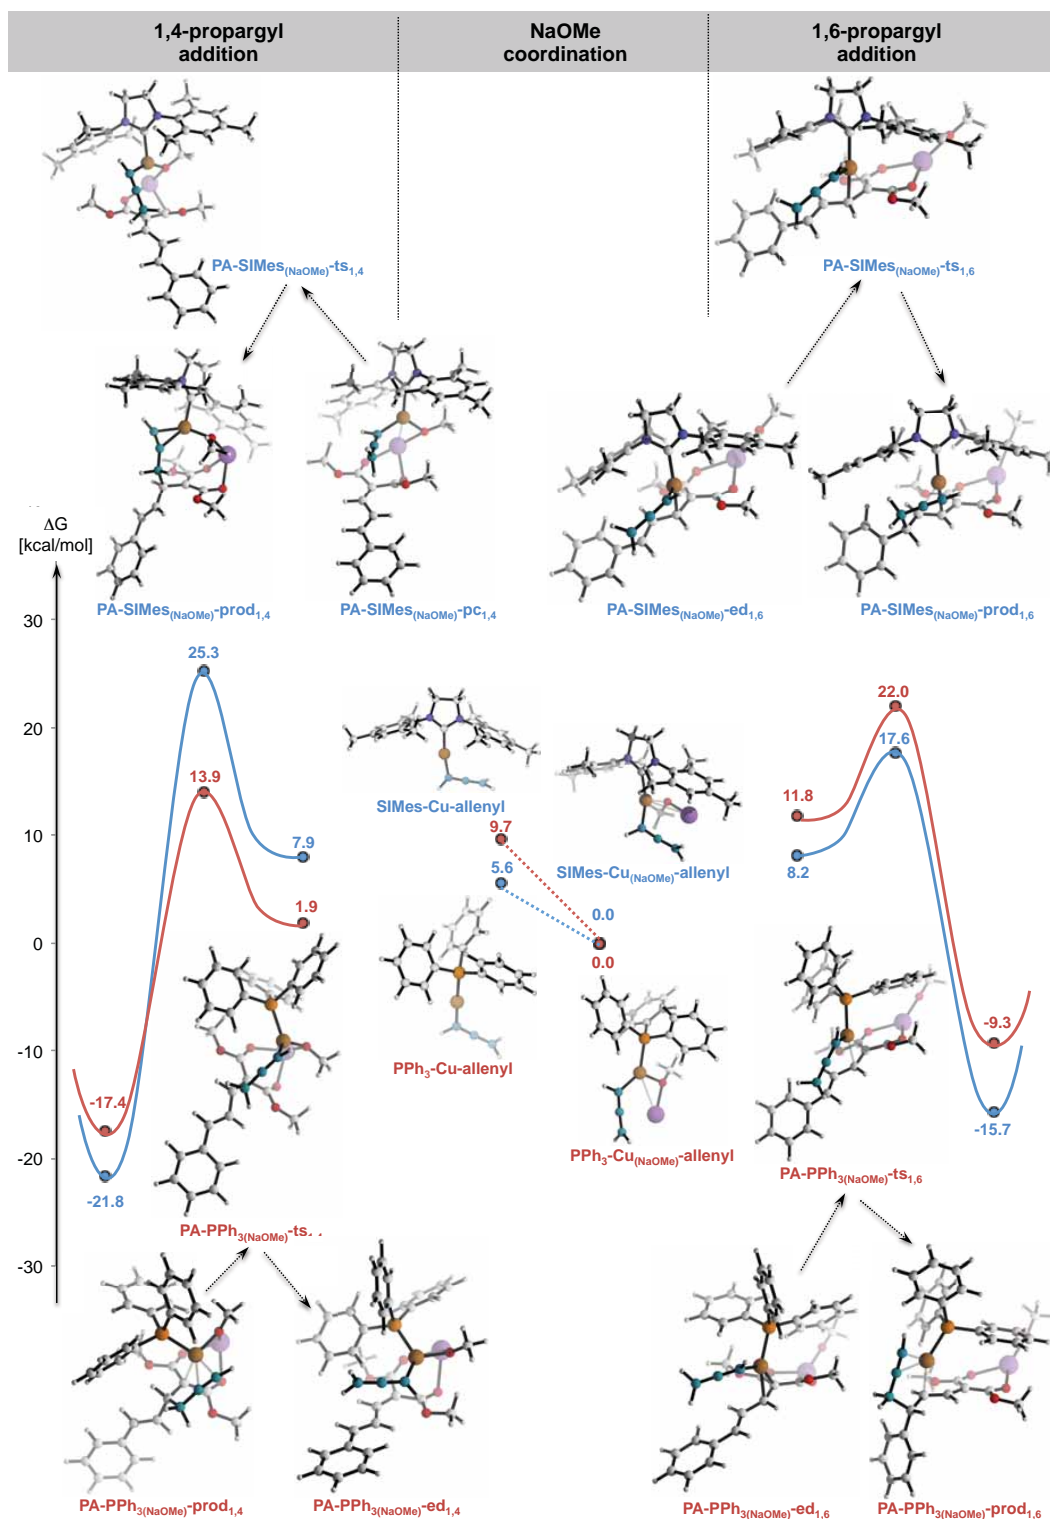 1,4-propargyl
addition
NaOMe
coordination
1,6-propargyl
addition
PA-SIMes(NaOMe)-ts1,4
PA-SIMes(NaOMe)-ts1,6
ΔG
[kcal/mol]
PA-SIMes(NaOMe)-prod1,4
PA-SIMes(NaOMe)-pc1,4
PA-SIMes(NaOMe)-ed1,6
PA-SIMes(NaOMe)-prod1,6
30
20
10
0
-10
-20
-30
25.3
13.9
7.9
1.9
-17.4
-21.8
SIMes-Cu-allenyl
9.7
5.6
SIMes-Cu(NaOMe)-allenyl
0.0
0.0
PPh3-Cu-allenyl
PPh3-Cu(NaOMe)-allenyl
22.0
17.6
11.8
8.2
-9.3
-15.7
PA-PPh3(NaOMe)-ts
PA-PPh3(NaOMe)-ts1,6
PA-PPh3(NaOMe)-prod1,4
PA-PPh3(NaOMe)-ed1,4
PA-PPh3(NaOMe)-ed1,6
PA-PPh3(NaOMe)-prod1,6